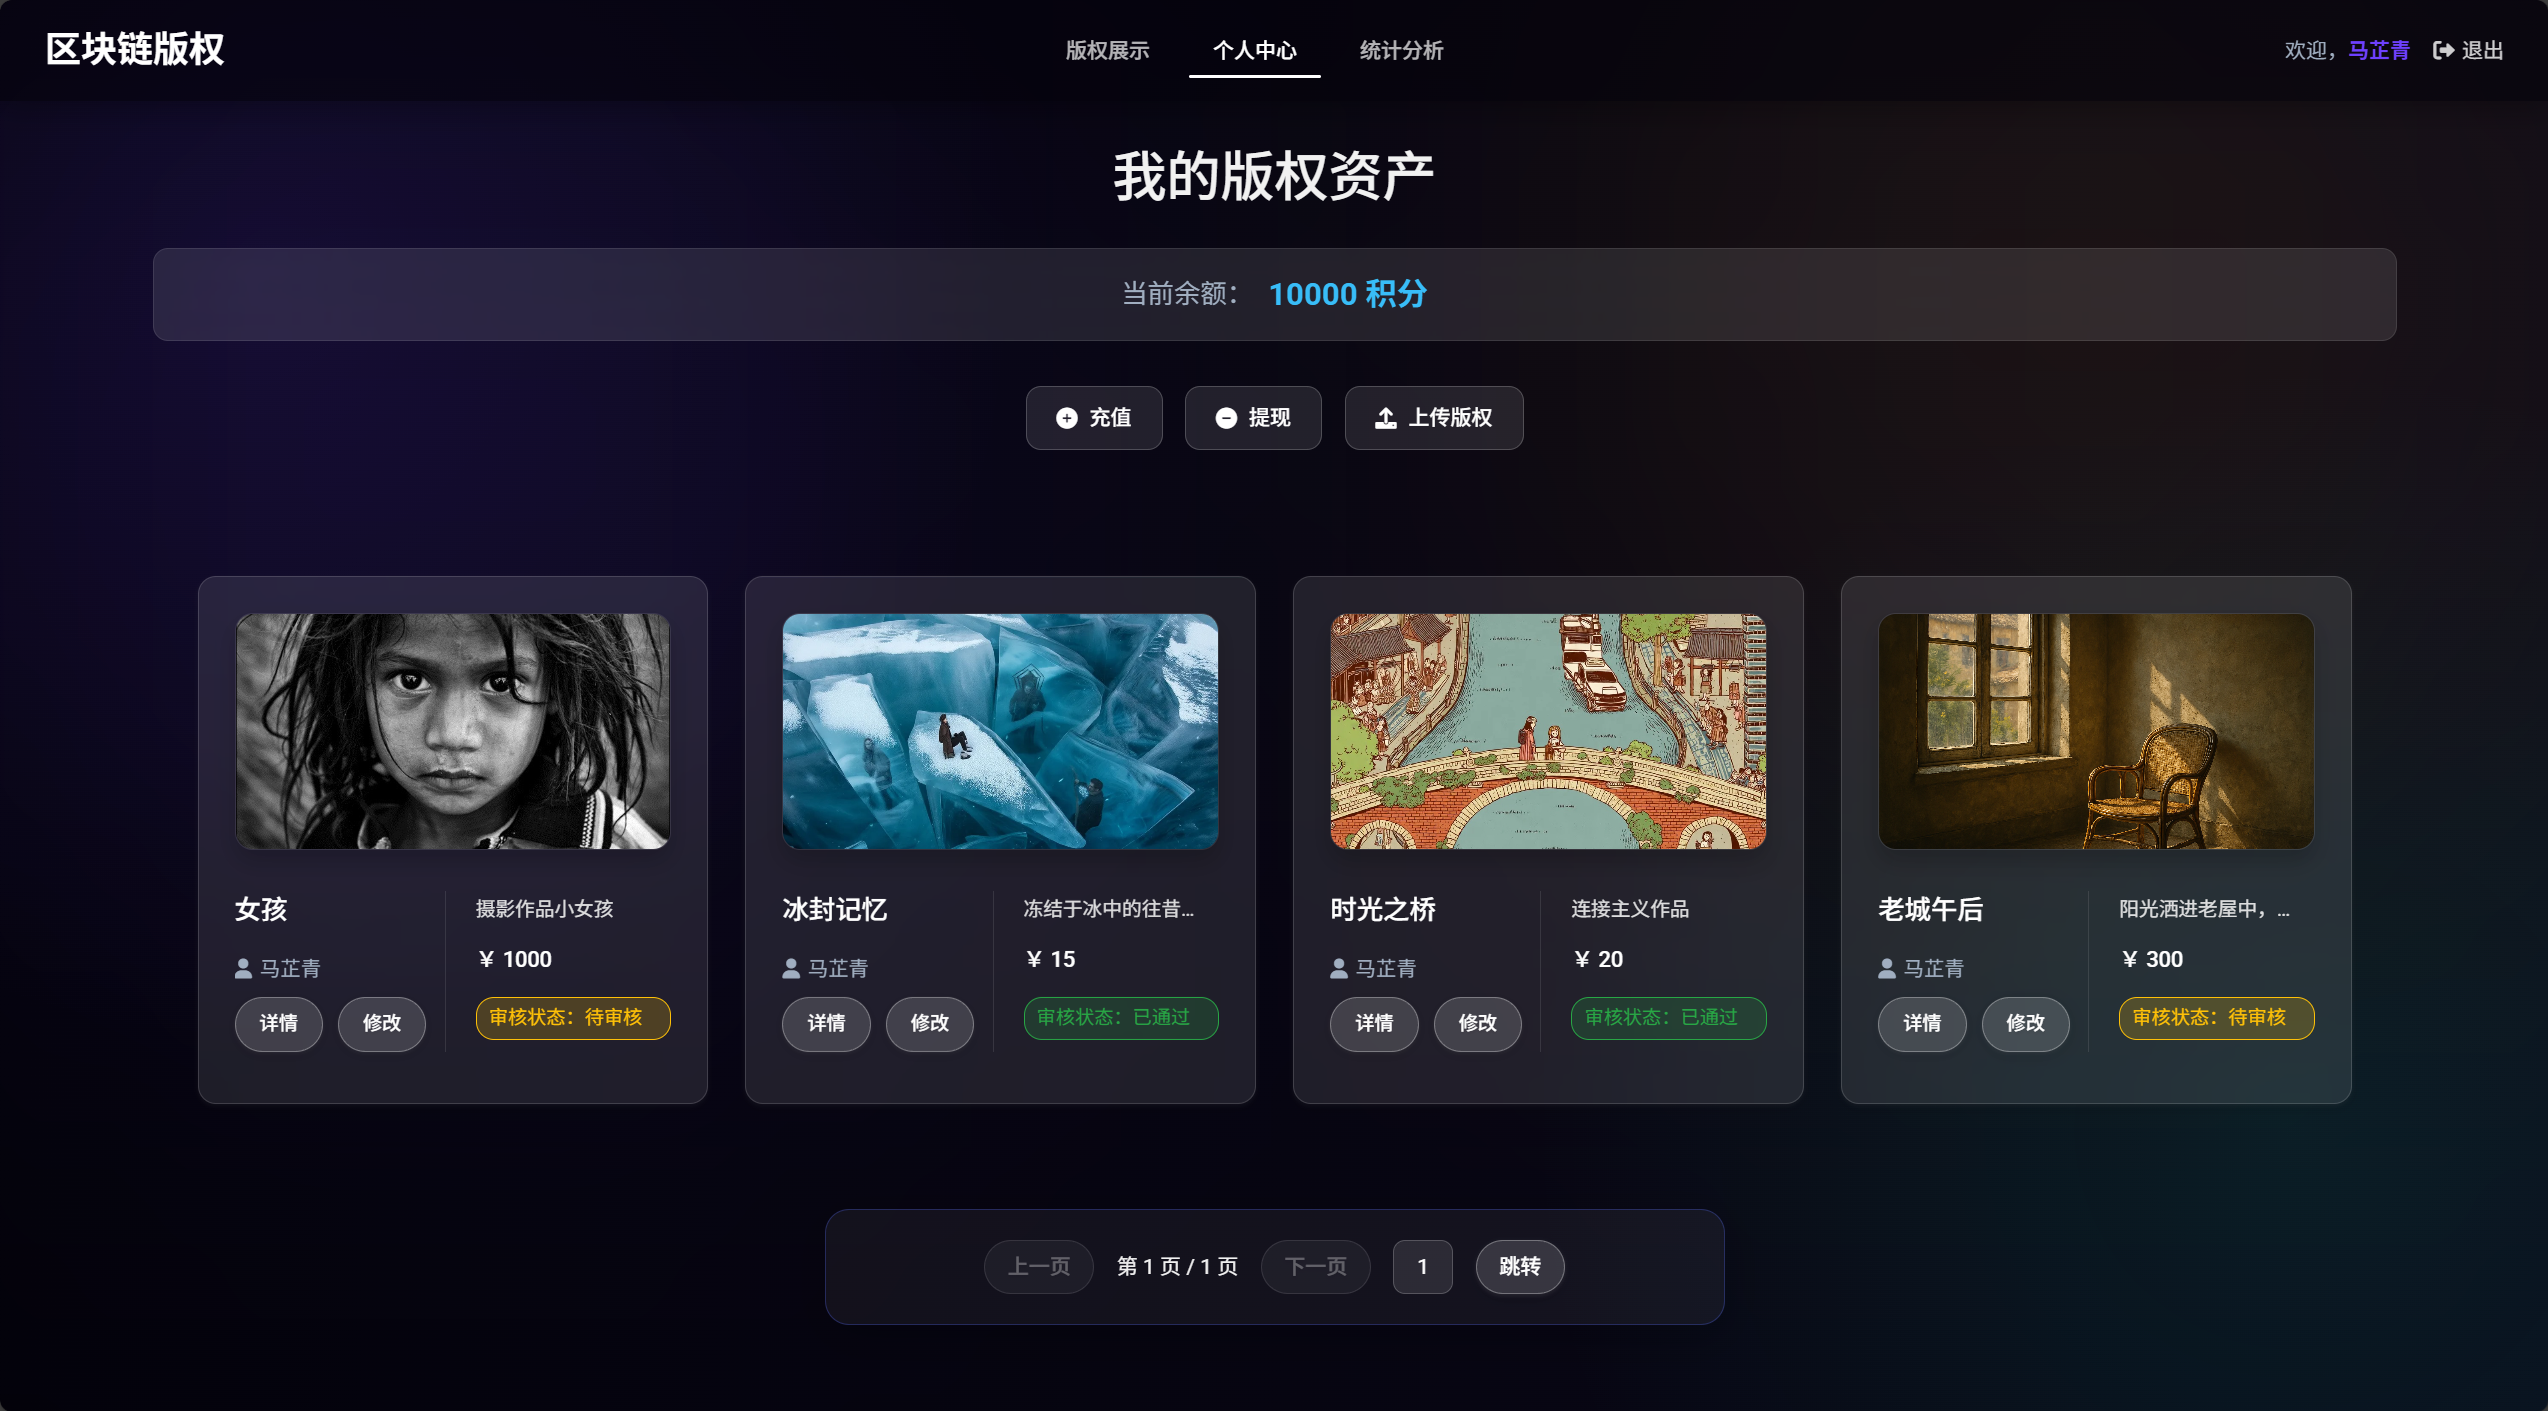 区块链版权
版权展示
个人中心
统计分析
欢迎，马芷青
退出
我的版权资产
当前余额： 10000 积分
充值
提现
上传版权
女孩
马芷青
详情
修改
摄影作品小女孩
¥ 1000
审核状态：待审核
冰封记忆
马芷青
详情
修改
冻结于冰中的往昔...
¥ 15
审核状态：已通过
时光之桥
马芷青
详情
修改
连接主义作品
¥ 20
审核状态：已通过
老城午后
马芷青
详情
修改
阳光洒进老屋中，...
¥ 300
审核状态：待审核
上一页
第 1 页 / 1 页
下一页
1
跳转